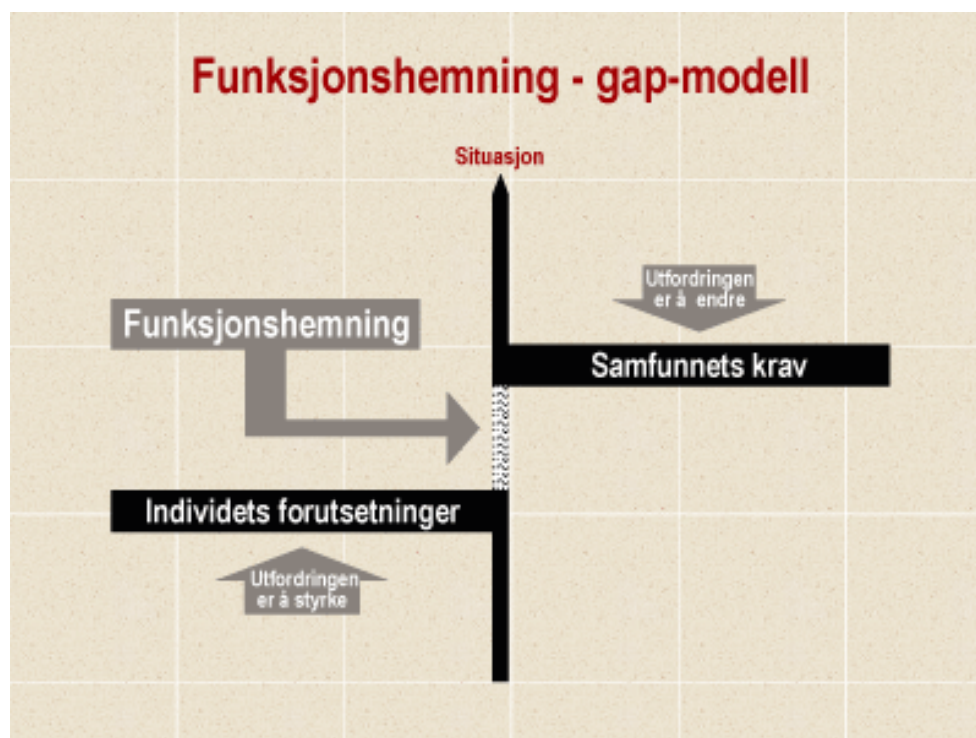 Funksjonshemning - gap-modell
Situasjon
Utfordringen
er å endre
Funksjonshemning
Samfunnets krav
Individets forutsetninger
Utfordringen
er å styrke